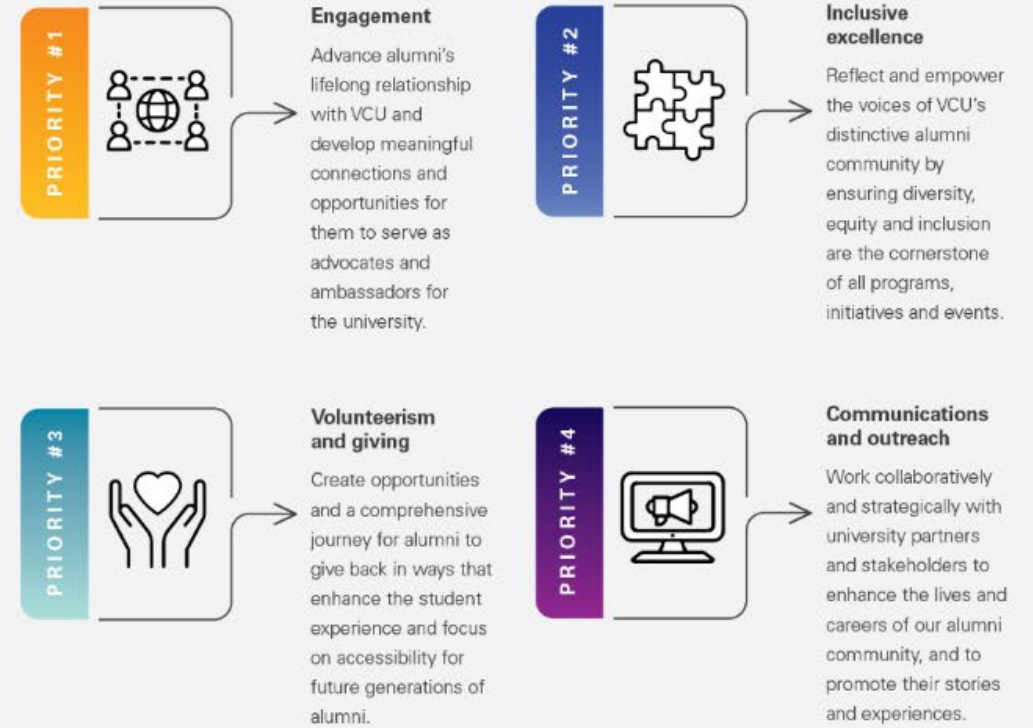 PRIORITY #1
Engagement
Advance alumni's
lifelong relationship
with VCU and
develop meaningful
connections and
opportunities for
them to serve as
advocates and
ambassadors for
the university.
PRIORITY #2
Inclusive
excellence
Reflect and empower
the voices of VCU's
distinctive alumni
community by
ensuring diversity,
equity and inclusion
are the cornerstone
of all programs,
initiatives and events.
PRIORITY #3
Volunteerism
and giving
Create opportunities
and a comprehensive
journey for alumni to
give back in ways that
enhance the student
experience and focus
on accessibility for
future generations of
alumni.
PRIORITY #4
Communications
and outreach
Work collaboratively
and strategically with
university partners
and stakeholders to
enhance the lives and
careers of our alumni
community, and to
promote their stories
and experiences.